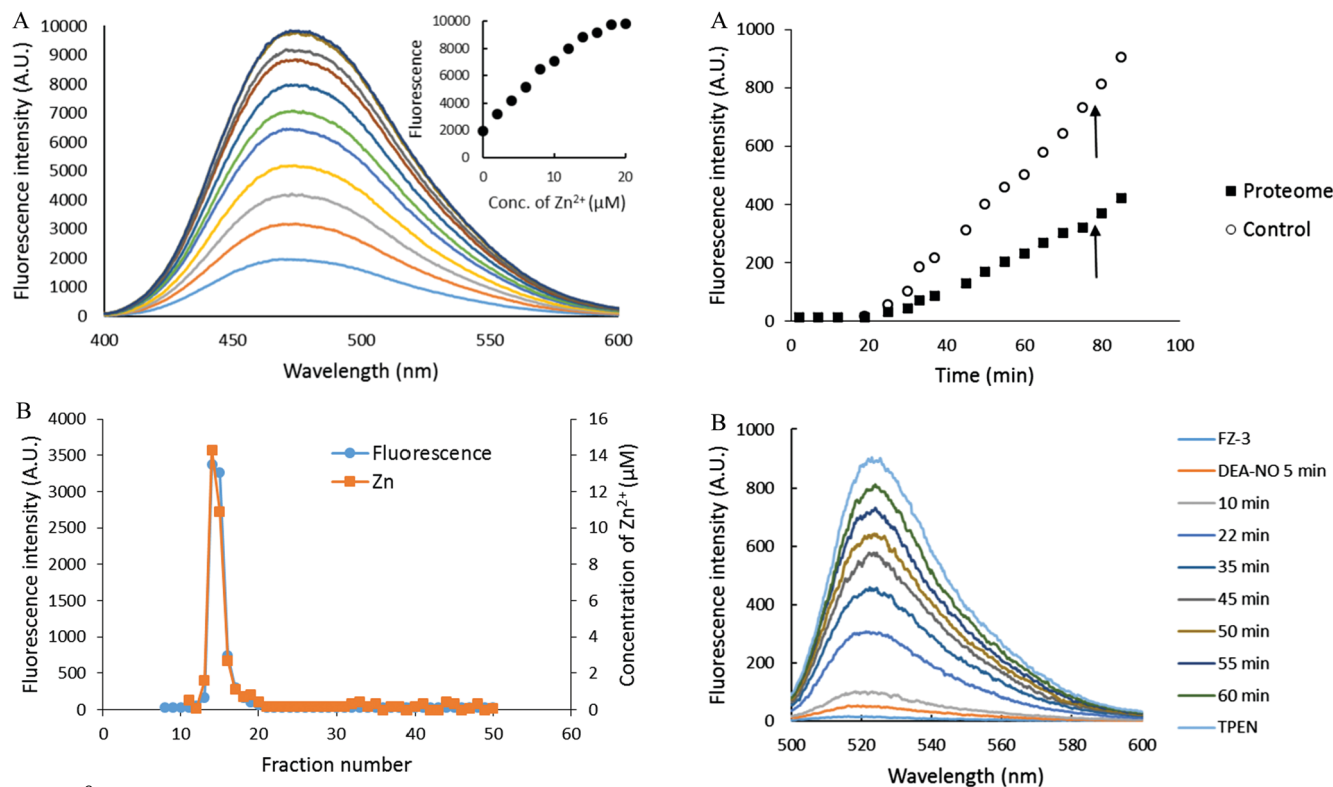 A
Fluorescence intensity (A.U.)
10000
9000
8000
7000
6000
5000
4000
3000
2000
1000
0
400
450
500
550
600
Wavelength (nm)
Fluorescence
10000
8000
6000
4000
2000
0
0
10
20
Conc. of Zn²⁺ (µM)
B
Fluorescence intensity (A.U.)
4000
3500
3000
2500
2000
1500
1000
500
0
0
10
20
30
40
50
60
Fraction number
Fluorescence
Zn
16
14
12
10
8
6
4
2
0
Concentration of Zn²⁺ (µM)
A
Fluorescence intensity (A.U.)
1000
800
600
400
200
0
0
20
40
60
80
100
Time (min)
Proteome
Control
B
Fluorescence intensity (A.U.)
1000
800
600
400
200
0
500
520
540
560
580
600
Wavelength (nm)
FZ-3
DEA-NO 5 min
10 min
22 min
35 min
45 min
50 min
55 min
60 min
TPEN